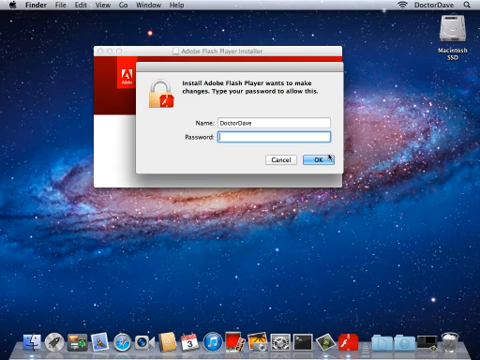 Finder File Edit View Go Window Help DoctorDave
Macintosh SSD
Adobe Flash Player Installer
Adobe
Install Adobe Flash Player wants to make
changes. Type your password to allow this.
Name: DoctorDave
Password:
Cancel OK